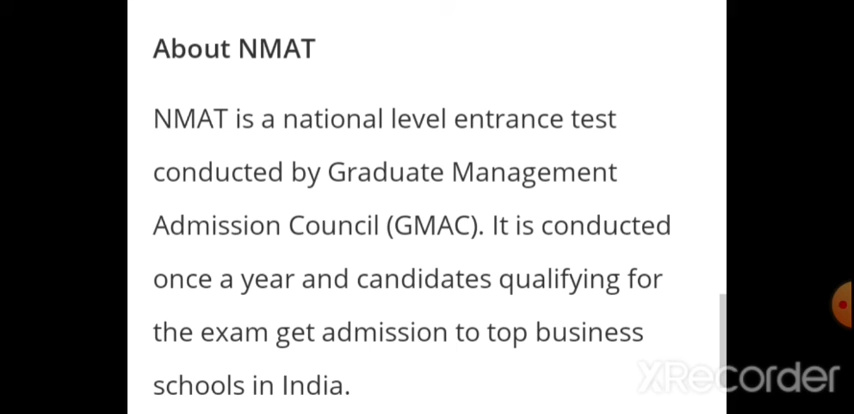 About NMAT
NMAT is a national level entrance test
conducted by Graduate Management
Admission Council (GMAC). It is conducted
once a year and candidates qualifying for
the exam get admission to top business
schools in India.
XRecorder